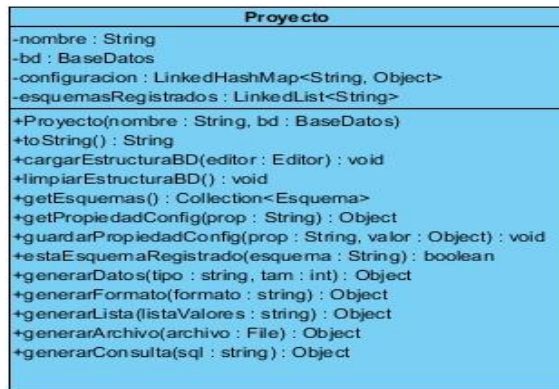 Proyecto
-nombre : String
-bd : BaseDatos
-configuracion : LinkedHashMap<String, Object>
-esquemasRegistrados : LinkedList<String>
+Proyecto(nombre : String, bd : BaseDatos)
+toString() : String
+cargarEstructuraBD(editor : Editor) : void
+limpiarEstructuraBD() : void
+getEsquemas() : Collection<Esquema>
+getPropiedadConfig(prop : String) : Object
+guardarPropiedadConfig(prop : String, valor : Object) : void
+estaEsquemaRegistrado(esquema : String) : boolean
+generarDatos(tipo : string, tam : int) : Object
+generarFormato(formato : string) : Object
+generarLista(listaValores : string) : Object
+generarArchivo(archivo : File) : Object
+generarConsulta(sql : string) : Object